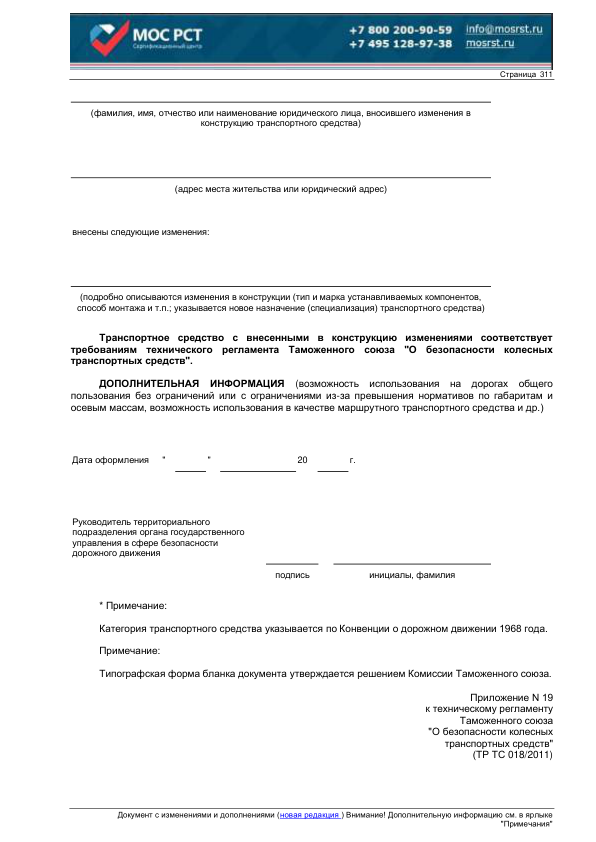 МОС РСТ
Сертификационный центр
+7 800 200-90-59
+7 495 128-97-38
info@mosrst.ru
mosrst.ru
Страница 311
(фамилия, имя, отчество или наименование юридического лица, вносившего изменения в
конструкцию транспортного средства)
(адрес места жительства или юридический адрес)
внесены следующие изменения:
(подробно описываются изменения в конструкции (тип и марка устанавливаемых компонентов,
способ монтажа и т.п.; указывается новое назначение (специализация) транспортного средства)
Транспортное средство с внесенными в конструкцию изменениями соответствует
требованиям технического регламента Таможенного союза "О безопасности колесных
транспортных средств".
ДОПОЛНИТЕЛЬНАЯ ИНФОРМАЦИЯ (возможность использования на дорогах общего
пользования без ограничений или с ограничениями из-за превышения нормативов по габаритам и
осевым массам, возможность использования в качестве маршрутного транспортного средства и др.)
Дата оформления " " 20 г.
Руководитель территориального
подразделения органа государственного
управления в сфере безопасности
дорожного движения
подпись инициалы, фамилия
* Примечание:
Категория транспортного средства указывается по Конвенции о дорожном движении 1968 года.
Примечание:
Типографская форма бланка документа утверждается решением Комиссии Таможенного союза.
Приложение N 19
к техническому регламенту
Таможенного союза
"О безопасности колесных
транспортных средств"
(ТР ТС 018/2011)
Документ с изменениями и дополнениями (новая редакция ) Внимание! Дополнительную информацию см. в ярлыке
"Примечания"